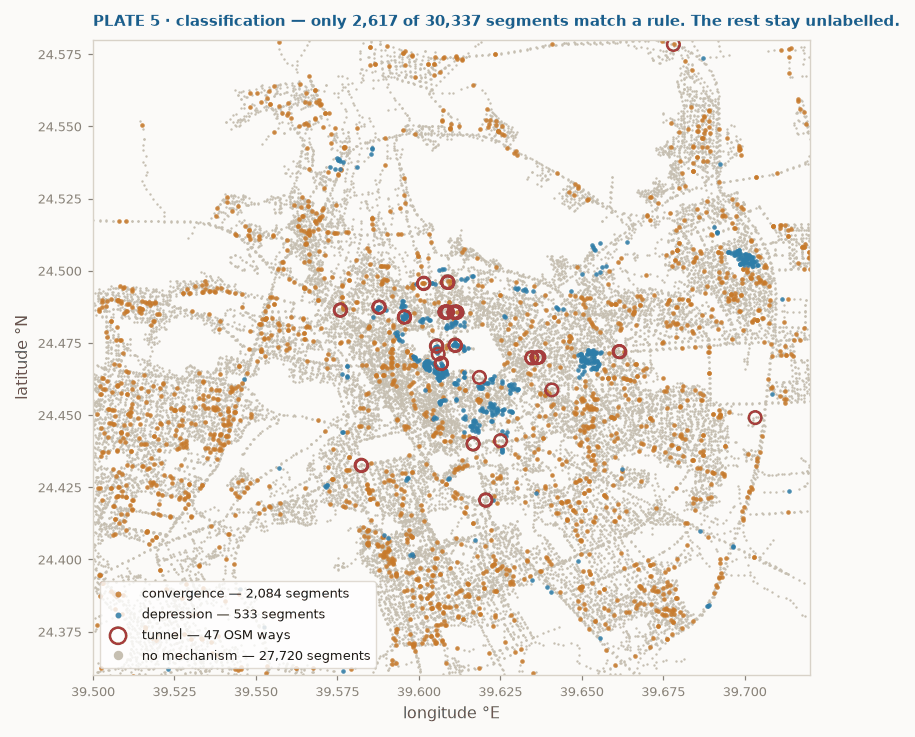 PLATE 5 · classification — only 2,617 of 30,337 segments match a rule. The rest stay unlabelled.
24.575
24.550
24.525
24.500
24.475
24.450
24.425
24.400
24.375
latitude °N
convergence — 2,084 segments
depression — 533 segments
tunnel — 47 OSM ways
no mechanism — 27,720 segments
39.500
39.525
39.550
39.575
39.600
39.625
39.650
39.675
39.700
longitude °E